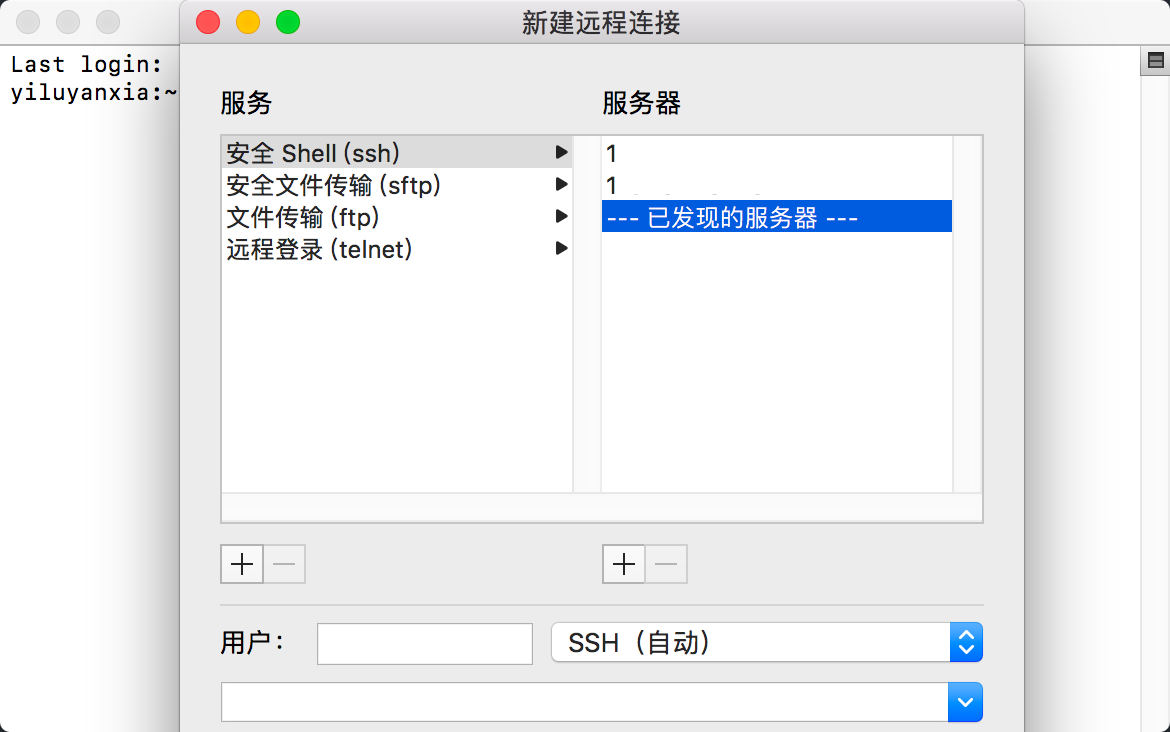 新建远程连接
Last login:
yiluyanxia:~
服务
服务器
安全 Shell (ssh)
安全文件传输 (sftp)
文件传输 (ftp)
远程登录 (telnet)
1
1
--- 已发现的服务器 ---
用户：
SSH（自动）